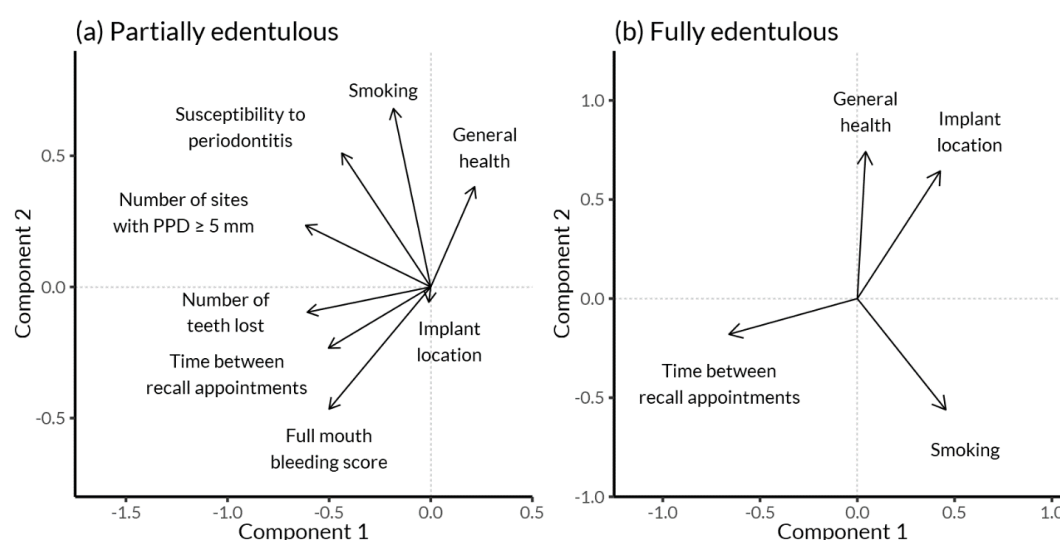 (a) Partially edentulous
Smoking
Susceptibility to
periodontitis
General
health
Number of sites
with PPD ≥ 5 mm
Number of
teeth lost
Implant
location
Time between
recall appointments
Full mouth
bleeding score
Component 2
0.5
0.0
-0.5
-1.5
-1.0
-0.5
0.0
0.5
Component 1
(b) Fully edentulous
General
health
Implant
location
Time between
recall appointments
Smoking
Component 2
1.0
0.5
0.0
-0.5
-1.0
-1.0
-0.5
0.0
0.5
1.0
Component 1